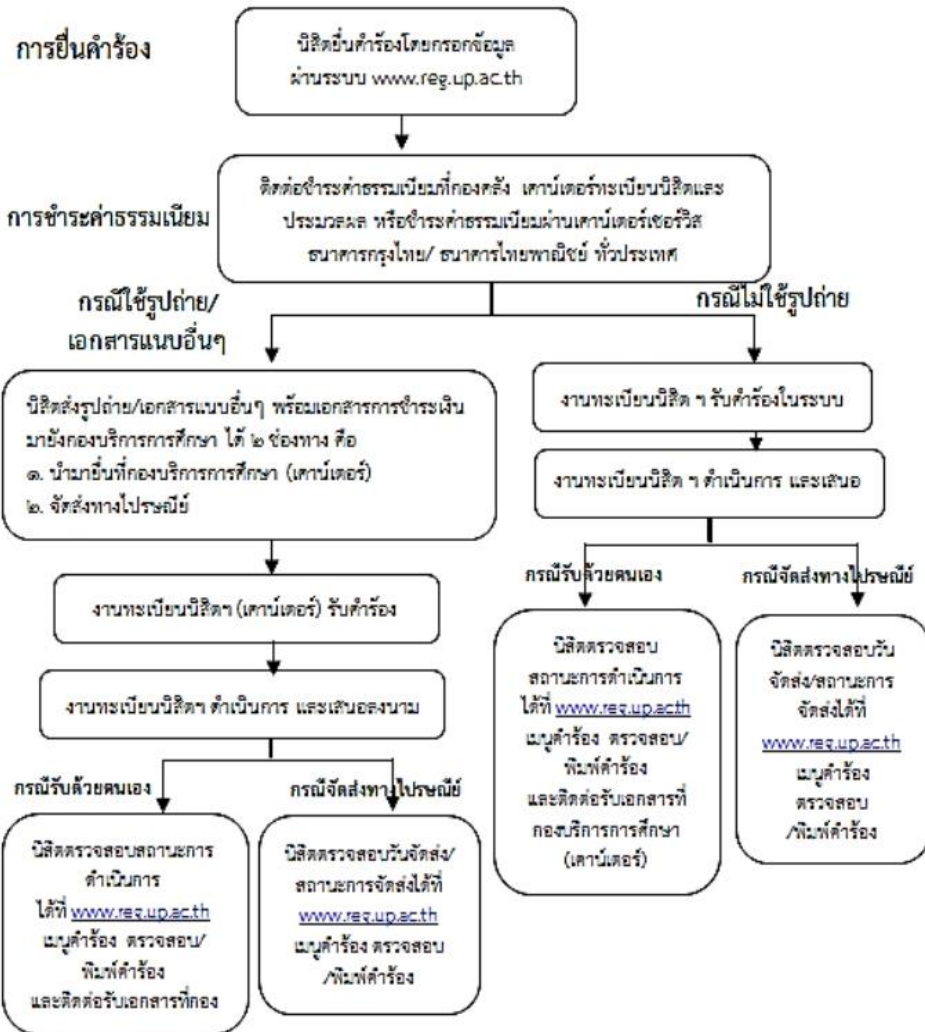 การยื่นคำร้อง
นิสิตยื่นคำร้องโดยกรอกข้อมูล
ผ่านระบบ www.reg.up.ac.th
การชำระค่าธรรมเนียม
ติดต่อชำระค่าธรรมเนียมที่กองคลัง เคาน์เตอร์ทะเบียนนิสิตและ
ประมวลผล หรือชำระค่าธรรมเนียมผ่านเคาน์เตอร์เซอร์วิส
ธนาคารกรุงไทย/ ธนาคารไทยพาณิชย์ ทั่วประเทศ
กรณีใช้รูปถ่าย/
เอกสารแนบอื่นๆ
นิสิตส่งรูปถ่าย/เอกสารแนบอื่นๆ พร้อมเอกสารการชำระเงิน
มายังกองบริการการศึกษา ได้ ๒ ช่องทาง คือ
๑. นำมายื่นที่กองบริการการศึกษา (เคาน์เตอร์)
๒. จัดส่งทางไปรษณีย์
งานทะเบียนนิสิตฯ (เคาน์เตอร์) รับคำร้อง
งานทะเบียนนิสิตฯ ดำเนินการ และเสนอลงนาม
กรณีรับด้วยตนเอง
นิสิตตรวจสอบสถานะการ
ดำเนินการ
ได้ที่ www.reg.up.ac.th
เมนูคำร้อง ตรวจสอบ/
พิมพ์คำร้อง
และติดต่อรับเอกสารที่กอง
กรณีจัดส่งทางไปรษณีย์
นิสิตตรวจสอบวันจัดส่ง/
สถานะการจัดส่งได้ที่
www.reg.up.ac.th
เมนูคำร้อง ตรวจสอบ
/พิมพ์คำร้อง
กรณีไม่ใช้รูปถ่าย
งานทะเบียนนิสิต ฯ รับคำร้องในระบบ
งานทะเบียนนิสิต ฯ ดำเนินการ และเสนอ
กรณีรับด้วยตนเอง
นิสิตตรวจสอบ
สถานะการดำเนินการ
ได้ที่ www.reg.up.ac.th
เมนูคำร้อง ตรวจสอบ/
พิมพ์คำร้อง
และติดต่อรับเอกสารที่
กองบริการการศึกษา
(เคาน์เตอร์)
กรณีจัดส่งทางไปรษณีย์
นิสิตตรวจสอบวัน
จัดส่ง/สถานะการ
จัดส่งได้ที่
www.reg.up.ac.th
เมนูคำร้อง
ตรวจสอบ
/พิมพ์คำร้อง